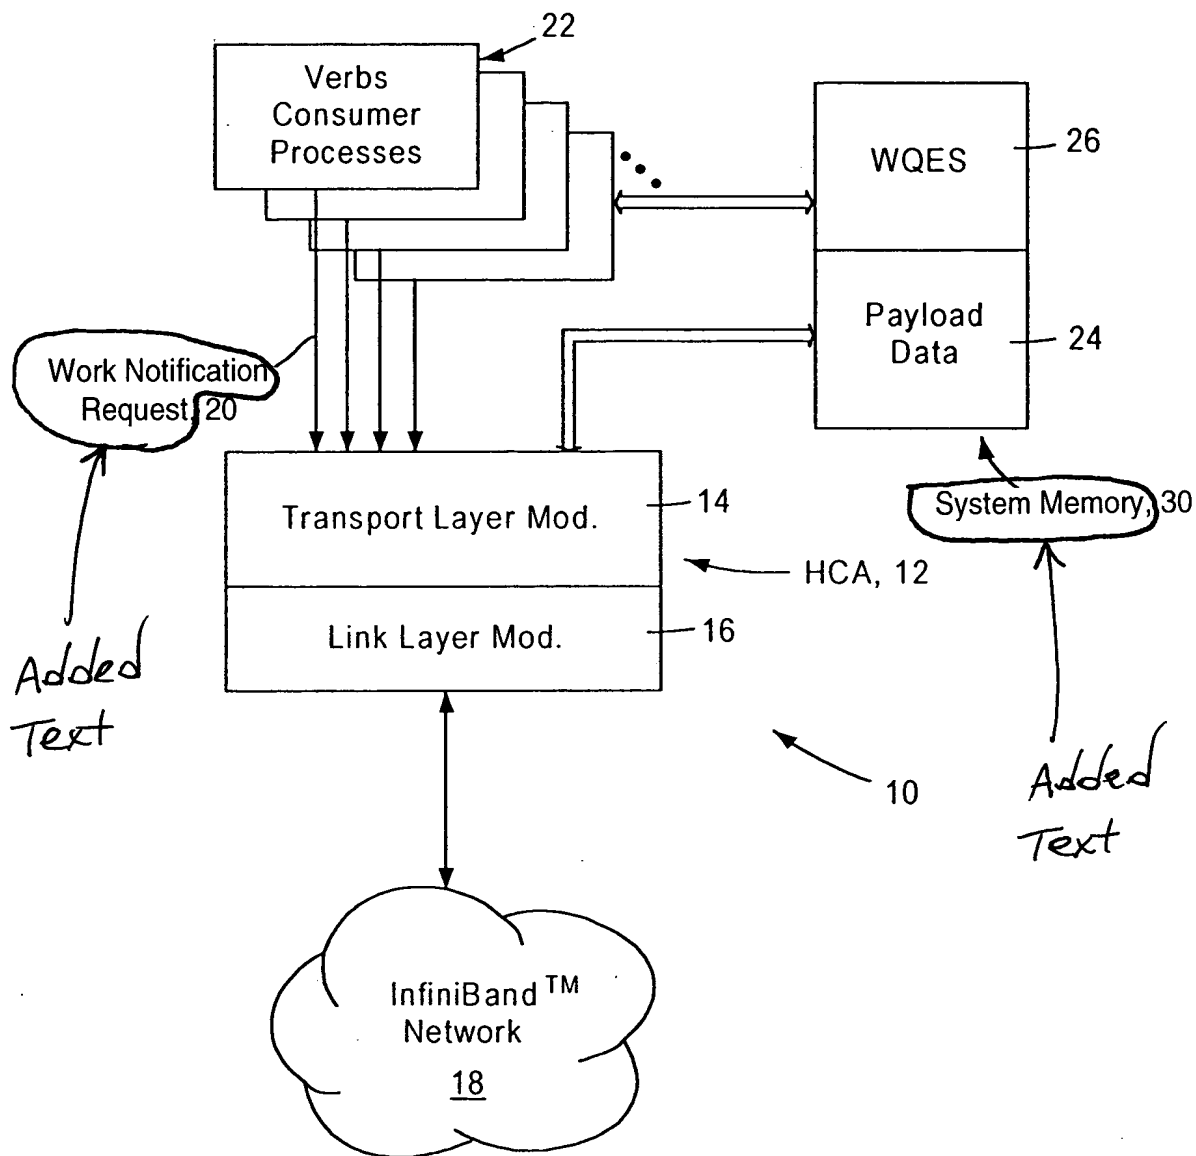 22
Verbs
Consumer
Processes
WQES
26
Payload
Data
24
Work Notification
Request, 20
Transport Layer Mod.
14
System Memory, 30
HCA, 12
Link Layer Mod.
16
Added
Text
10
Added
Text
InfiniBand™
Network
18